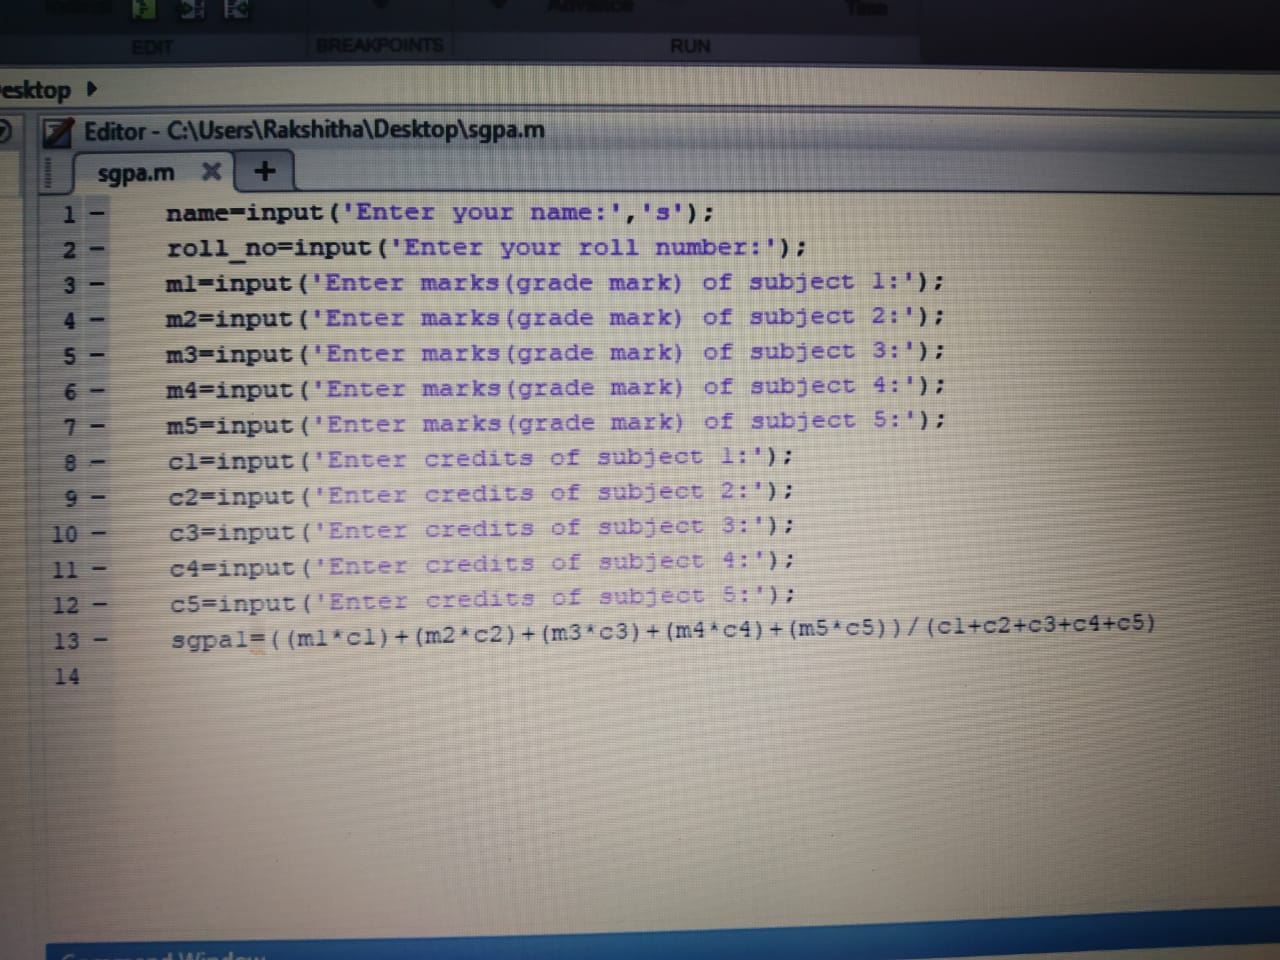 EDIT BREAKPOINTS RUN
esktop
Editor - C:\Users\Rakshitha\Desktop\sgpa.m
sgpa.m
1 - name=input('Enter your name:','s');
2 - roll_no=input('Enter your roll number:');
3 - m1=input('Enter marks(grade mark) of subject 1:');
4 - m2=input('Enter marks(grade mark) of subject 2:');
5 - m3=input('Enter marks(grade mark) of subject 3:');
6 - m4=input('Enter marks(grade mark) of subject 4:');
7 - m5=input('Enter marks(grade mark) of subject 5:');
8 - c1=input('Enter credits of subject 1:');
9 - c2=input('Enter credits of subject 2:');
10 - c3=input('Enter credits of subject 3:');
11 - c4=input('Enter credits of subject 4:');
12 - c5=input('Enter credits of subject 5:');
13 - sgpa1=((m1*c1)+(m2*c2)+(m3*c3)+(m4*c4)+(m5*c5))/(c1+c2+c3+c4+c5)
14
Command Window